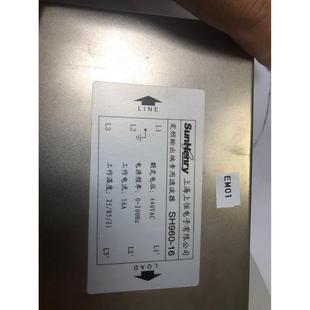 SunHenry 上海上恒电子有限公司
变频输出端专用滤波器 SH960-16
额定电压: 440VAC
电源频率: 0~200Hz
工作电流: 16A
工作温度: 25/85/21
LINE
L1
L2
L3
L1'
L2'
L3'
LOAD
EM01